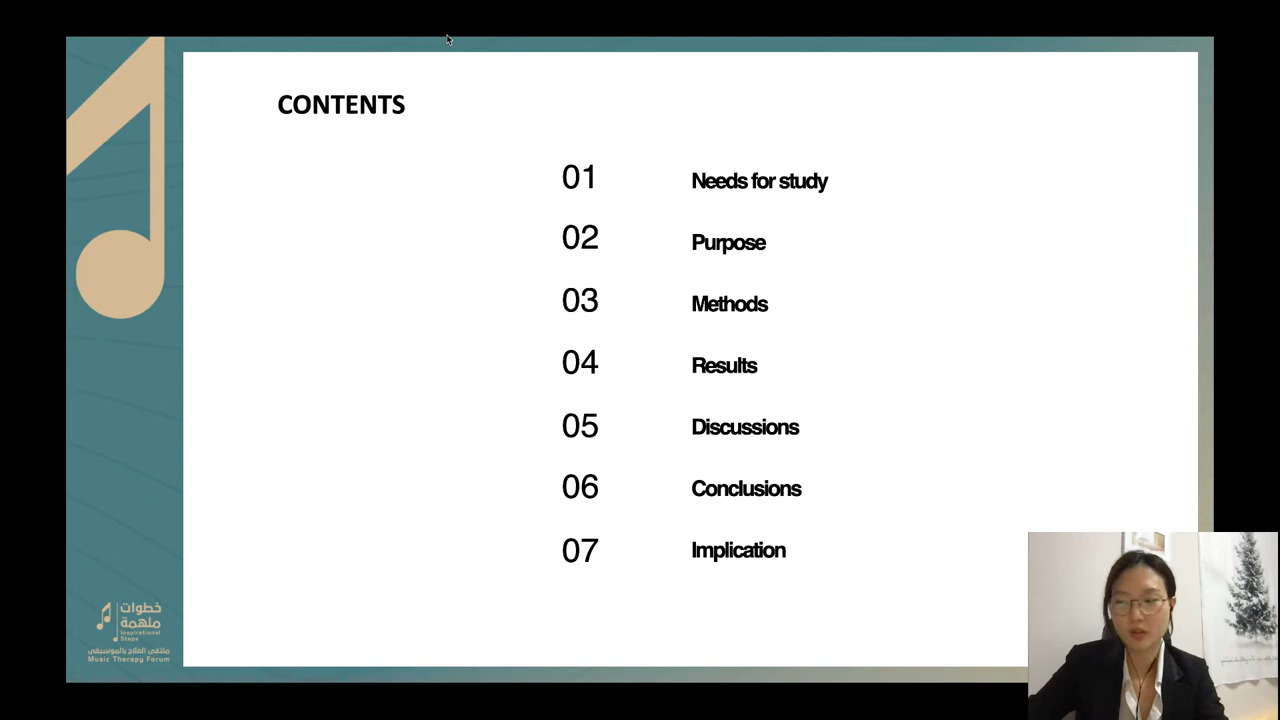 CONTENTS
01 Needs for study
02 Purpose
03 Methods
04 Results
05 Discussions
06 Conclusions
07 Implication
خطوات
ملهمة
Inspirational
Steps
ملتقى العلاج بالموسيقى
Music Therapy Forum